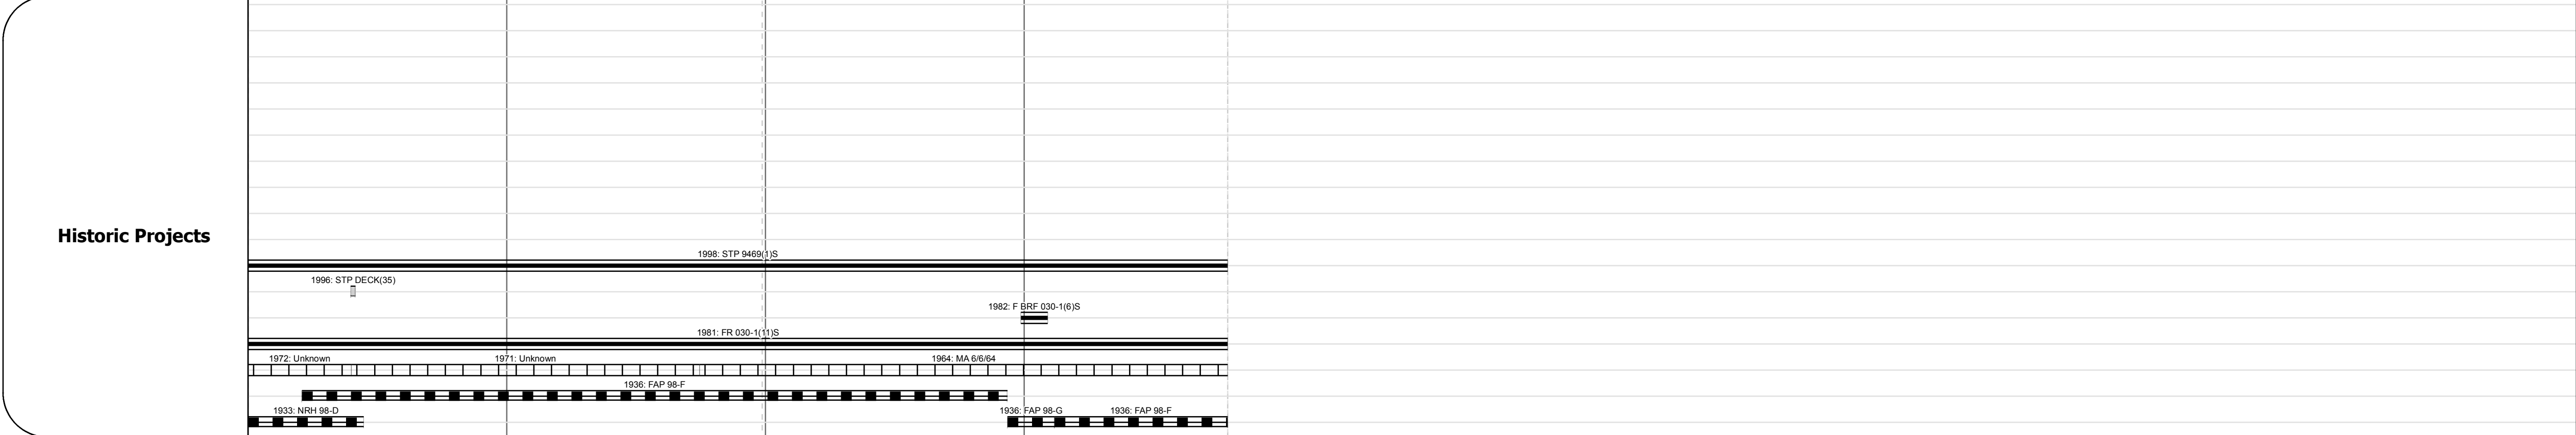 Historic Projects
1998: STP 9469(1)S
1996: STP DECK(35)
1982: F BRF 030-1(6)S
1981: FR 030-1(11)S
1972: Unknown 1971: Unknown 1964: MA 6/6/64
1936: FAP 98-F
1933: NRH 98-D 1936: FAP 98-G 1936: FAP 98-F